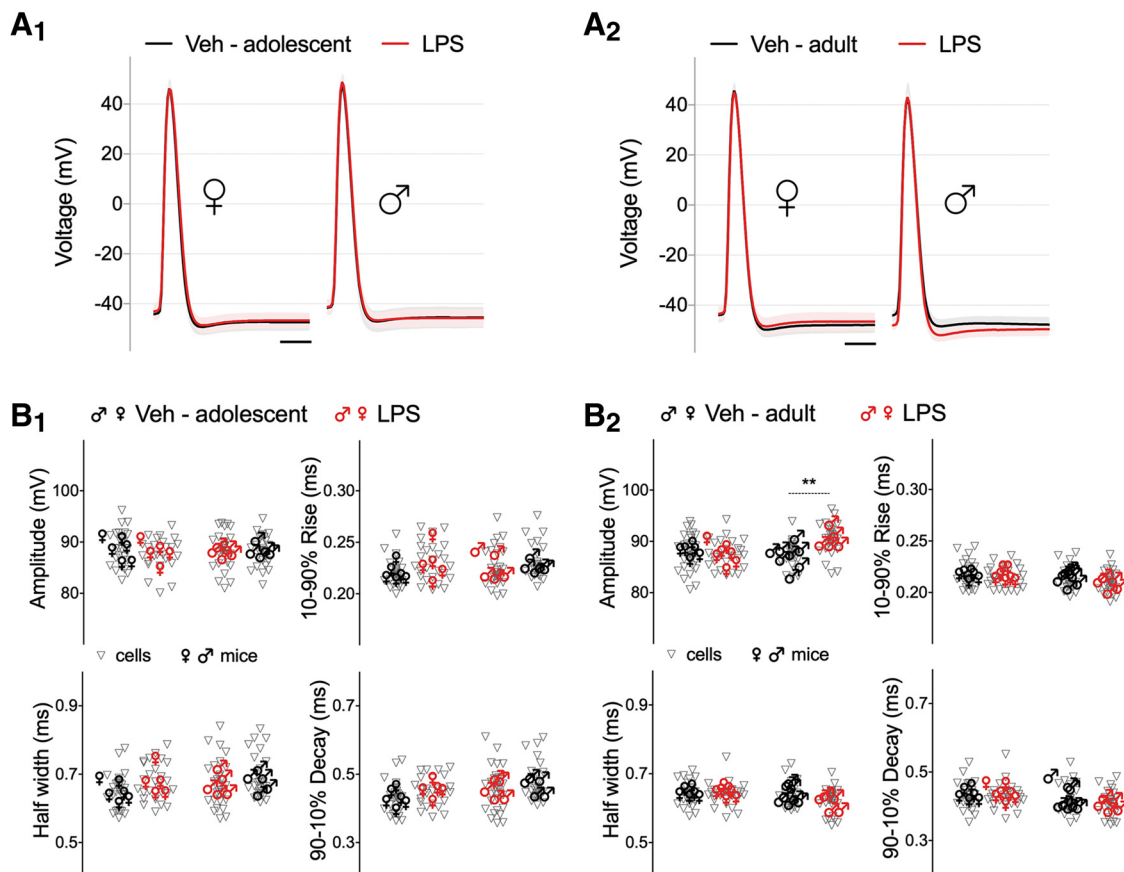 A1
Veh - adolescent LPS
Voltage (mV)
40
20
0
-20
-40
♀ ♂
A2
Veh - adult LPS
Voltage (mV)
40
20
0
-20
-40
♀ ♂
B1
♂ ♀ Veh - adolescent ♂ ♀ LPS
Amplitude (mV)
100
90
80
10-90% Rise (ms)
0.30
0.25
0.20
▽ cells ♀ ♂ mice
Half width (ms)
0.9
0.7
0.5
90-10% Decay (ms)
0.7
0.5
0.3
B2
♂ ♀ Veh - adult ♂ ♀ LPS
Amplitude (mV)
100
90
80
**
10-90% Rise (ms)
0.30
0.25
0.20
▽ cells ♀ ♂ mice
Half width (ms)
0.9
0.7
0.5
90-10% Decay (ms)
0.7
0.5
0.3